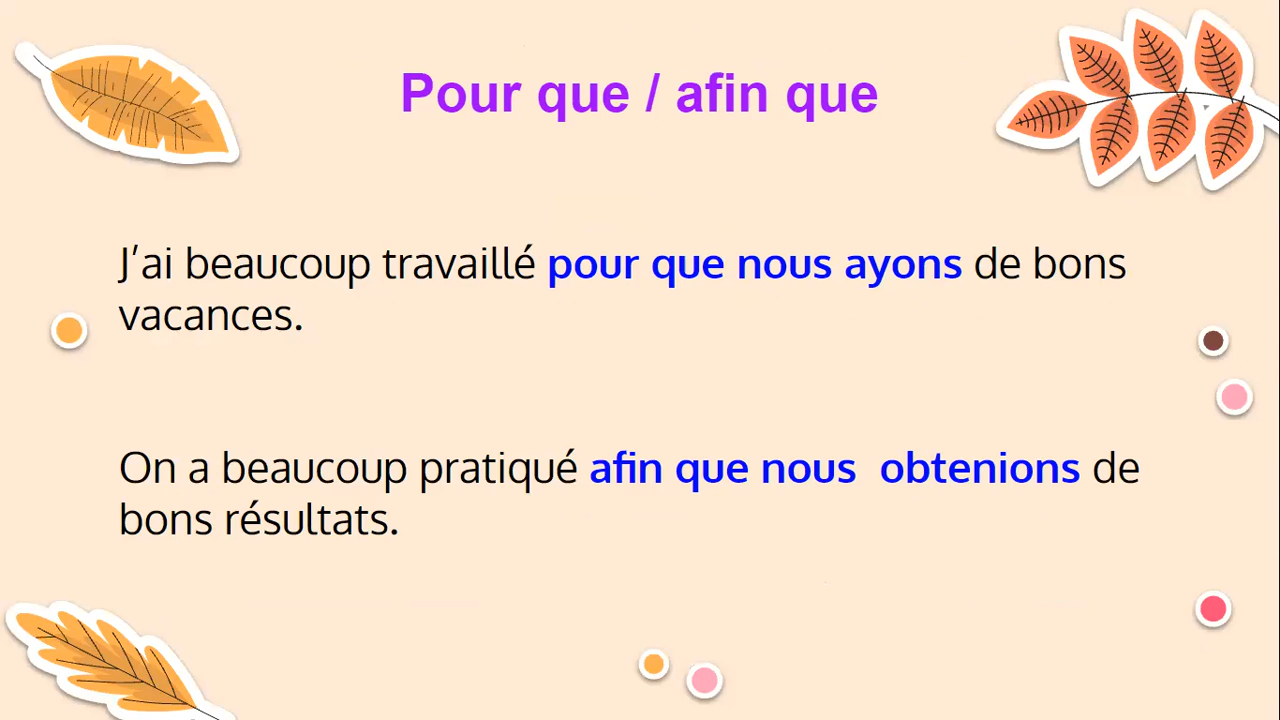 Pour que / afin que
J’ai beaucoup travaillé pour que nous ayons de bons
vacances.
On a beaucoup pratiqué afin que nous  obtenions de
bons résultats.